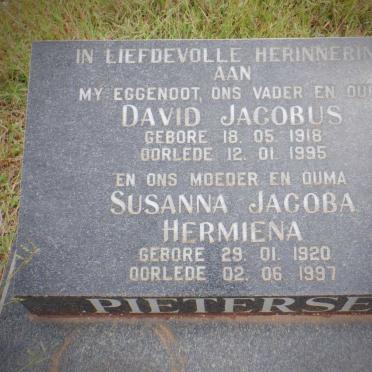 IN LIEFDEVOLLE HERINNERIN
AAN
MY EGGENOOT, ONS VADER EN OUP
DAVID JACOBUS
GEBORE 18. 05. 1918
OORLEDE 12. 01. 1995
EN ONS MOEDER EN OUMA
SUSANNA JACOBA
HERMIENA
GEBORE 29. 01. 1920
OORLEDE 02. 06. 1997
PIETERSE